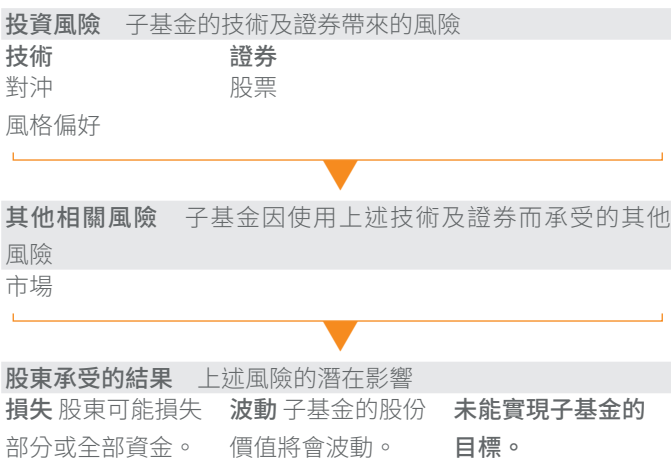 投資風險 子基金的技術及證券帶來的風險
技術 證券
對沖 股票
風格偏好
其他相關風險 子基金因使用上述技術及證券而承受的其他
風險
市場
股東承受的結果 上述風險的潛在影響
損失 股東可能損失 波動 子基金的股份 未能實現子基金的
部分或全部資金。 價值將會波動。 目標。